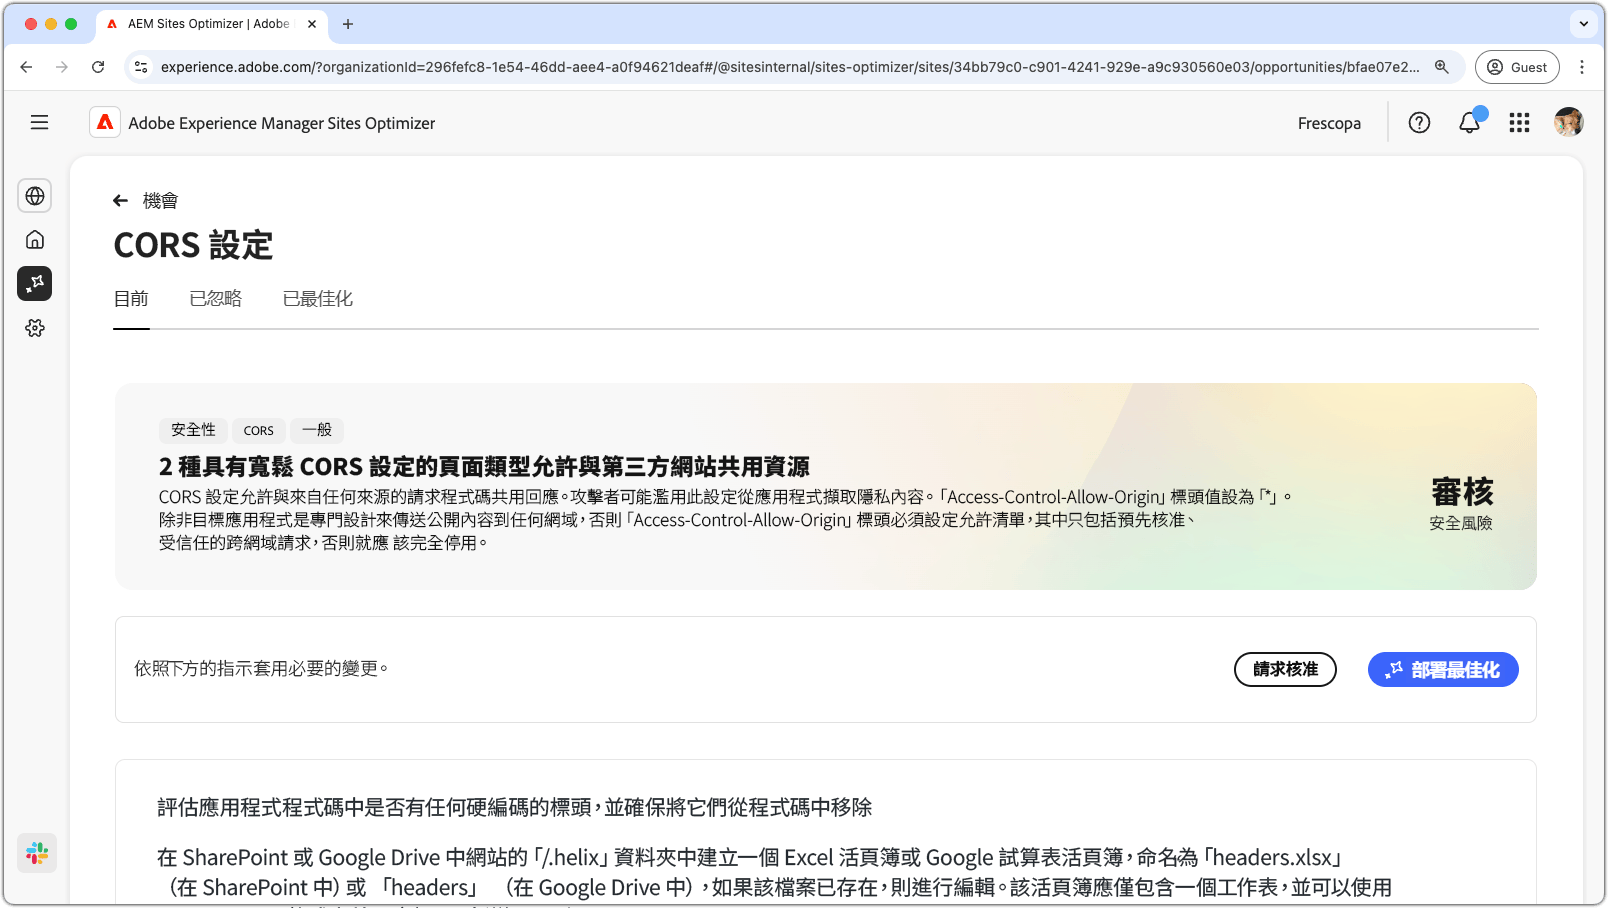 AEM Sites Optimizer | Adobe
experience.adobe.com/?organizationId=296fefc8-1e54-46dd-aee4-a0f94621deaf#/@sitesinternal/sites-optimizer/sites/34bb79c0-c901-4241-929e-a9c930560e03/opportunities/bfae07e2...
Guest
Adobe Experience Manager Sites Optimizer
Frescopa
機會
CORS 設定
目前 已忽略 已最佳化
安全性 CORS 一般
2 種具有寬鬆 CORS 設定的頁面類型允許與第三方網站共用資源
CORS 設定允許與來自任何來源的請求程式碼共用回應。攻擊者可能濫用此設定從應用程式擷取隱私內容。「Access-Control-Allow-Origin」標頭值設為「*」。
除非目標應用程式是專門設計來傳送公開內容到任何網域，否則「Access-Control-Allow-Origin」標頭必須設定允許清單，其中只包括預先核准、
受信任的跨網域請求，否則就應 該完全停用。
審核
安全風險
依照下方的指示套用必要的變更。
請求核准
部署最佳化
評估應用程式程式碼中是否有任何硬編碼的標頭，並確保將它們從程式碼中移除
在 SharePoint 或 Google Drive 中網站的「/.helix」資料夾中建立一個 Excel 活頁簿或 Google 試算表活頁簿，命名為「headers.xlsx」
（在 SharePoint 中）或 「headers」 （在 Google Drive 中），如果該檔案已存在，則進行編輯。該活頁簿應僅包含一個工作表，並可以使用